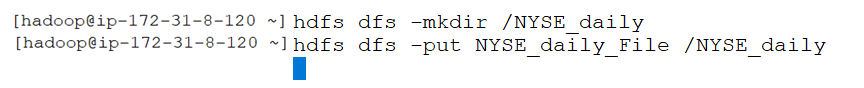 [hadoop@ip-172-31-8-120 ~]hdfs dfs -mkdir /NYSE_daily
[hadoop@ip-172-31-8-120 ~]hdfs dfs -put NYSE_daily_File /NYSE_daily